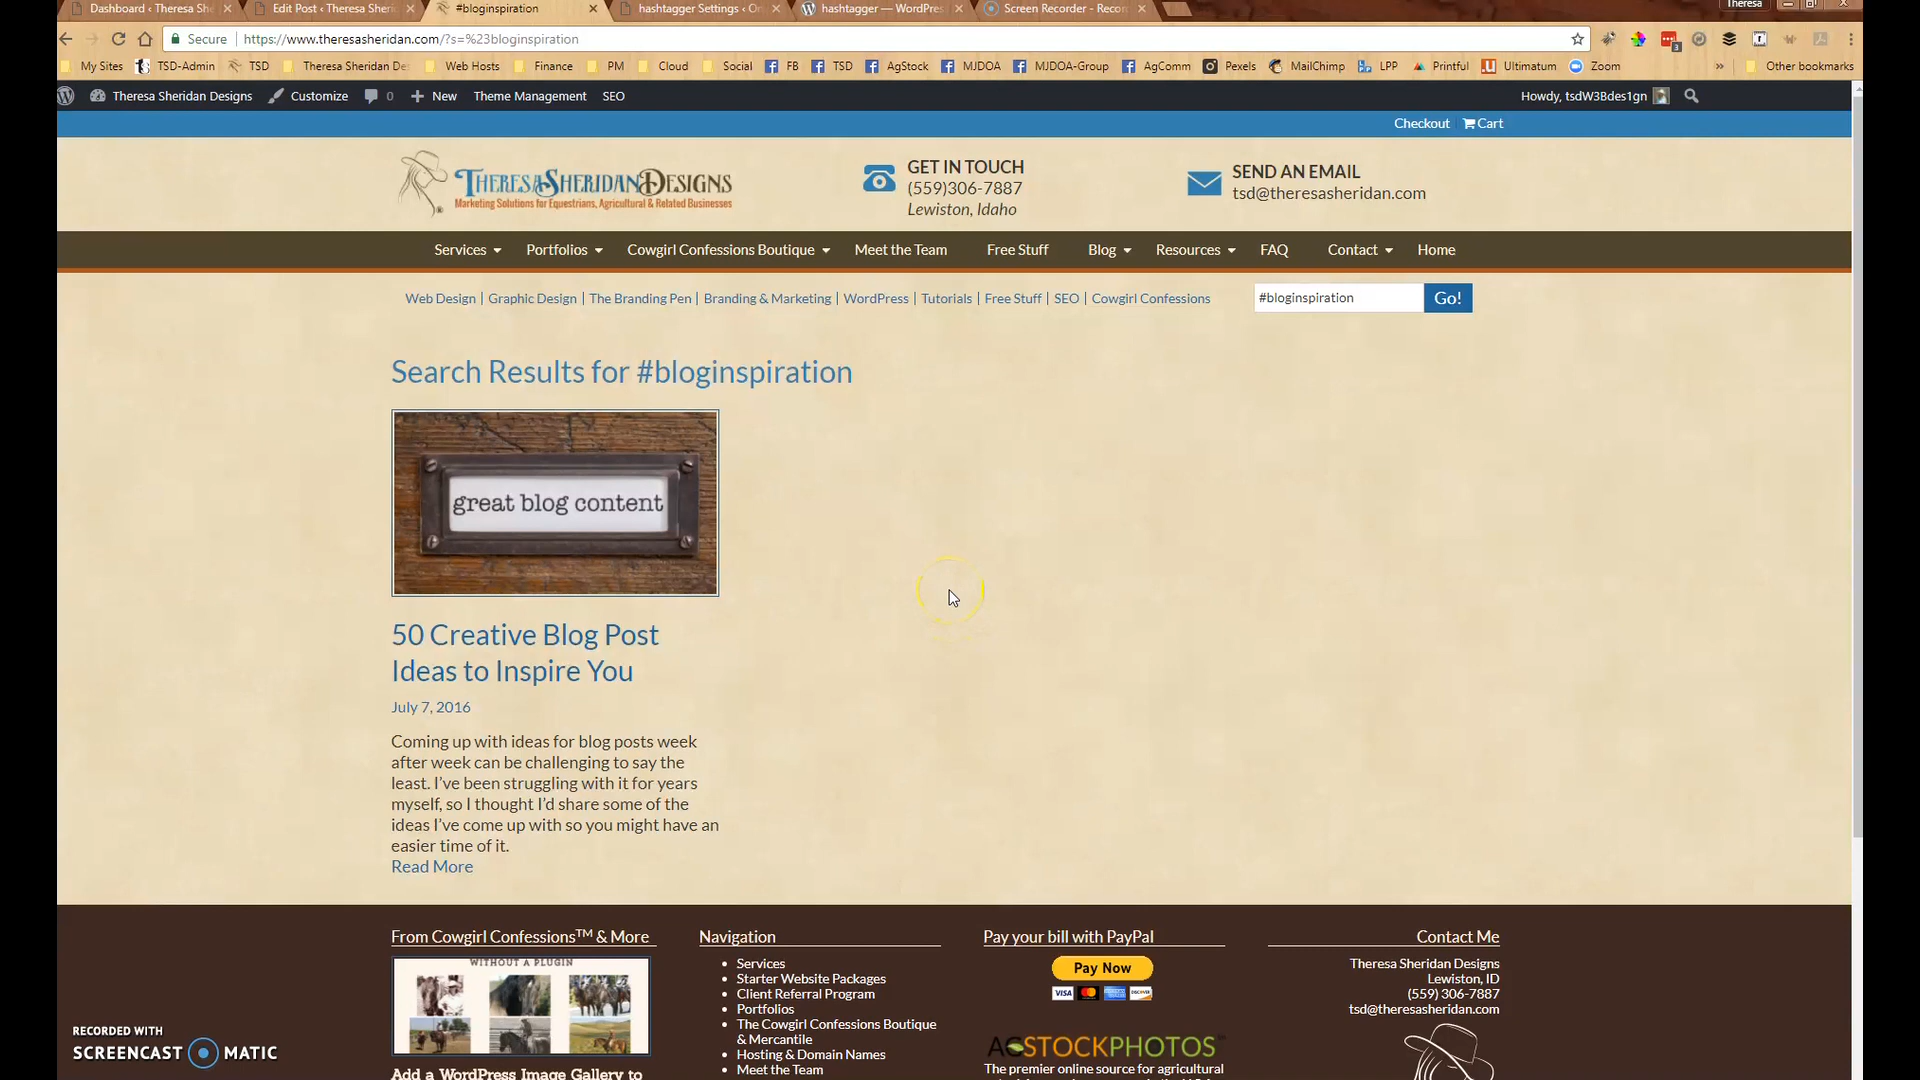 Dashboard ‹ Theresa Sh
Edit Post ‹ Theresa Sheri
#bloginspiration
hashtagger Settings ‹ On
hashtagger — WordPres
Screen Recorder - Recor
Theresa
Secure
https://www.theresasheridan.com/?s=%23bloginspiration
My Sites
TSD-Admin
TSD
Theresa Sheridan De
Web Hosts
Finance
PM
Cloud
Social
FB
TSD
AgStock
MJDOA
MJDOA-Group
AgComm
Pexels
MailChimp
LPP
Printful
Ultimatum
Zoom
»
Other bookmarks
Theresa Sheridan Designs
Customize
0
New
Theme Management
SEO
Howdy, tsdW3Bdes1gn
Checkout
Cart
THERESASHERIDANDESIGNS
Marketing Solutions for Equestrians, Agricultural & Related Businesses
GET IN TOUCH
(559)306-7887
Lewiston, Idaho
SEND AN EMAIL
tsd@theresasheridan.com
Services
Portfolios
Cowgirl Confessions Boutique
Meet the Team
Free Stuff
Blog
Resources
FAQ
Contact
Home
Web Design | Graphic Design | The Branding Pen | Branding & Marketing | WordPress | Tutorials | Free Stuff | SEO | Cowgirl Confessions
#bloginspiration
Go!
Search Results for #bloginspiration
great blog content
50 Creative Blog Post
Ideas to Inspire You
July 7, 2016
Coming up with ideas for blog posts week
after week can be challenging to say the
least. I've been struggling with it for years
myself, so I thought I'd share some of the
ideas I've come up with so you might have an
easier time of it.
Read More
From Cowgirl Confessions™ & More
WITHOUT A PLUGIN
Add a WordPress Image Gallery to
Navigation
• Services
• Starter Website Packages
• Client Referral Program
• Portfolios
• The Cowgirl Confessions Boutique
& Mercantile
• Hosting & Domain Names
• Meet the Team
Pay your bill with PayPal
Pay Now
VISA
AGSTOCKPHOTOS
The premier online source for agricultural
Contact Me
Theresa Sheridan Designs
Lewiston, ID
(559) 306-7887
tsd@theresasheridan.com
RECORDED WITH
SCREENCAST MATIC